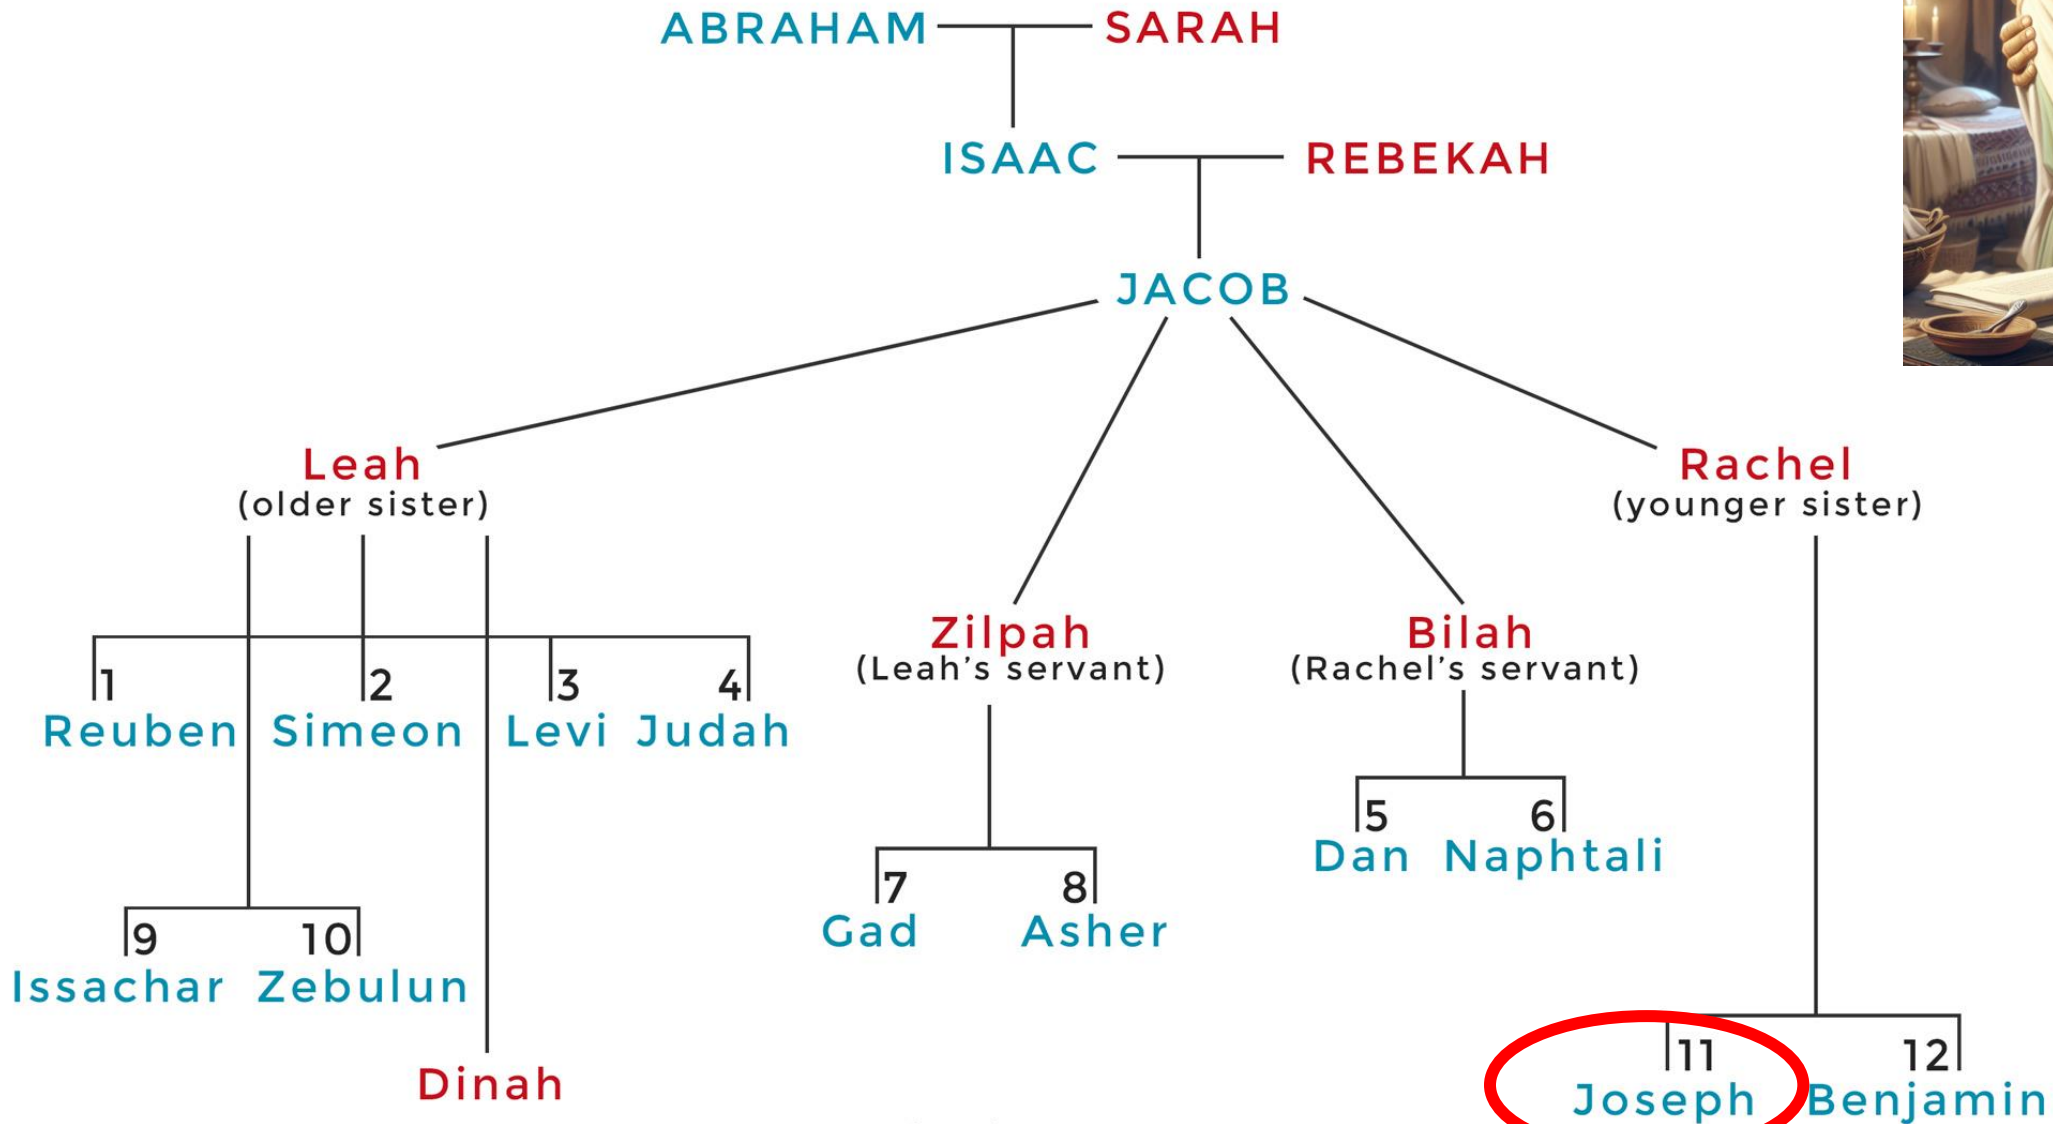 ABRAHAM SARAH
ISAAC REBEKAH
JACOB
Leah
(older sister)
Rachel
(younger sister)
Zilpah
(Leah's servant)
Bilah
(Rachel's servant)
1 2 3 4
Reuben Simeon Levi Judah
5 6
Dan Naphtali
7 8
Gad Asher
9 10
Issachar Zebulun
11 12
Joseph Benjamin
Dinah